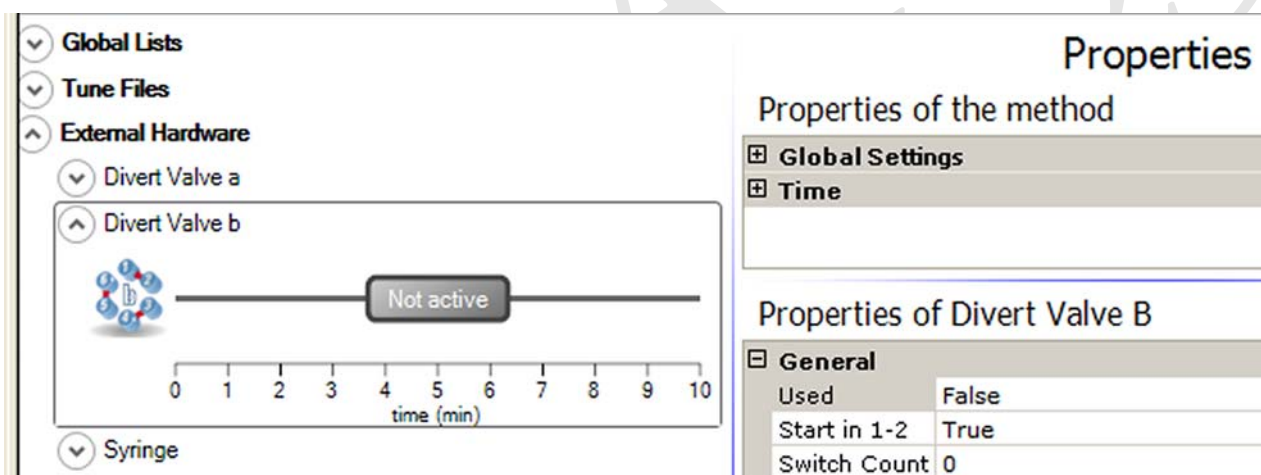 Global Lists
Tune Files
External Hardware
Divert Valve a
Divert Valve b
b
Not active
0 1 2 3 4 5 6 7 8 9 10
time (min)
Syringe
Properties
Properties of the method
Global Settings
Time
Properties of Divert Valve B
General
Used False
Start in 1-2 True
Switch Count 0